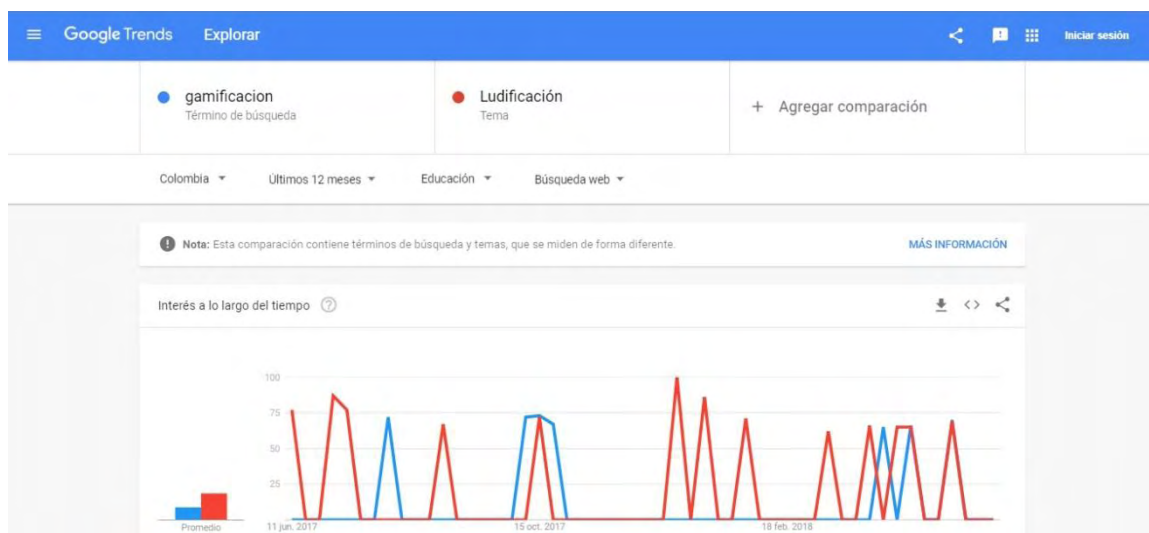 Google Trends Explorar Iniciar sesión
gamificacion
Término de búsqueda
Ludificación
Tema
+ Agregar comparación
Colombia Últimos 12 meses Educación Búsqueda web
Nota: Esta comparación contiene términos de búsqueda y temas, que se miden de forma diferente. MÁS INFORMACIÓN
Interés a lo largo del tiempo
100
75
50
25
Promedio 11 jun. 2017 15 oct. 2017 18 feb. 2018